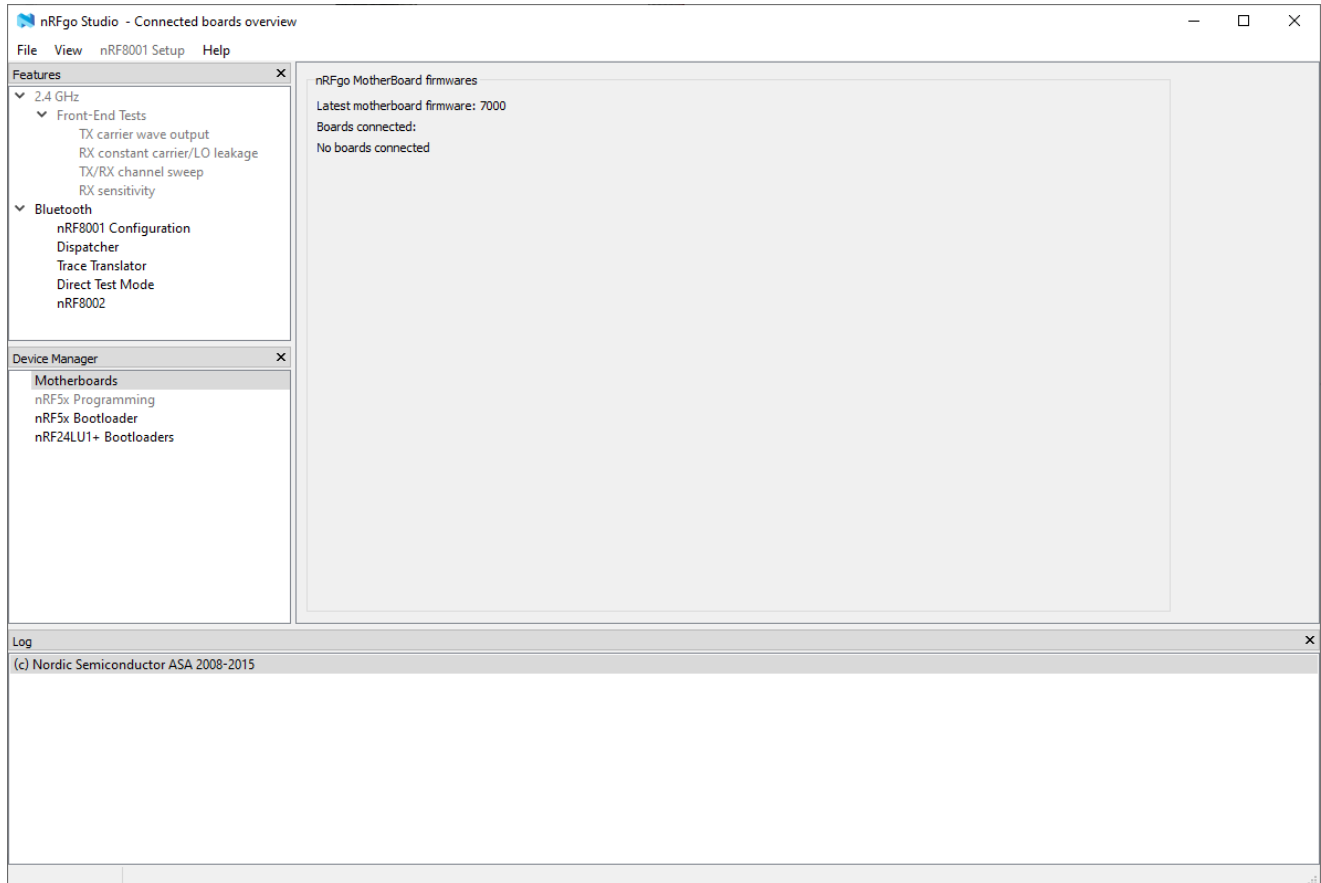 nRFgo Studio - Connected boards overview
File View nRF8001 Setup Help
Features
2.4 GHz
Front-End Tests
TX carrier wave output
RX constant carrier/LO leakage
TX/RX channel sweep
RX sensitivity
Bluetooth
nRF8001 Configuration
Dispatcher
Trace Translator
Direct Test Mode
nRF8002
Device Manager
Motherboards
nRF5x Programming
nRF5x Bootloader
nRF24LU1+ Bootloaders
nRFgo MotherBoard firmwares
Latest motherboard firmware: 7000
Boards connected:
No boards connected
Log
(c) Nordic Semiconductor ASA 2008-2015